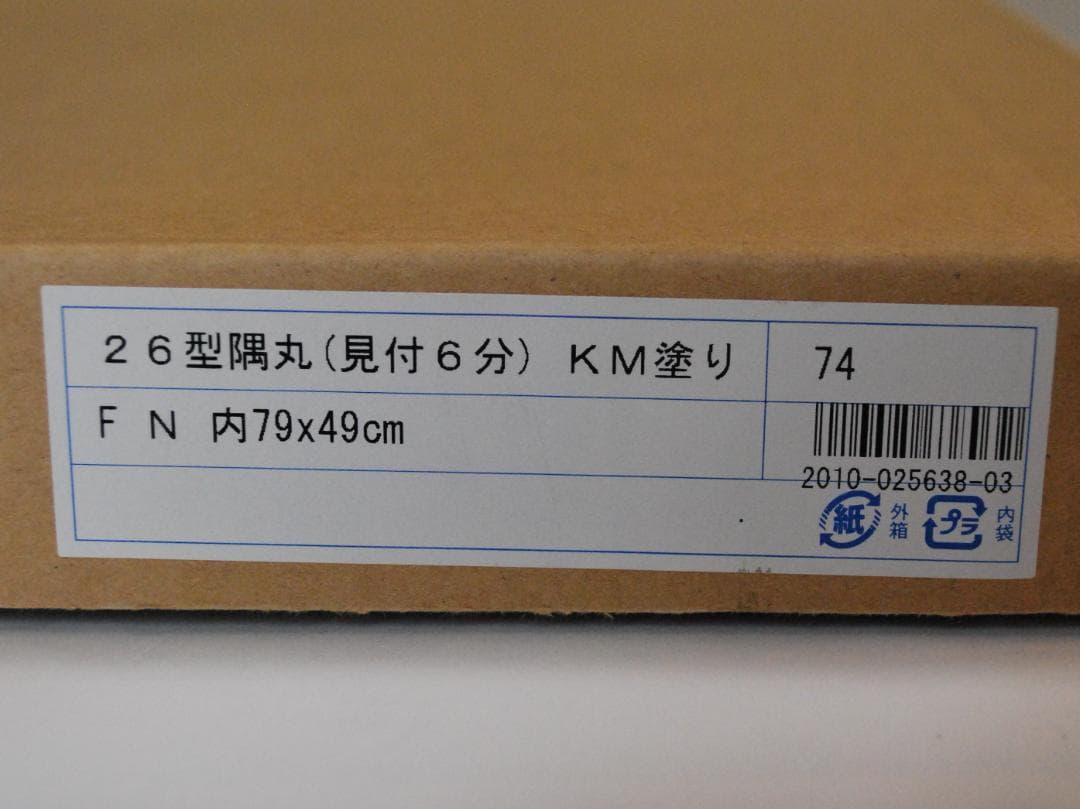 26型隅丸(見付6分) KM塗り
74
FN 内79x49cm
2010-025638-03
紙 外箱
プラ 内袋